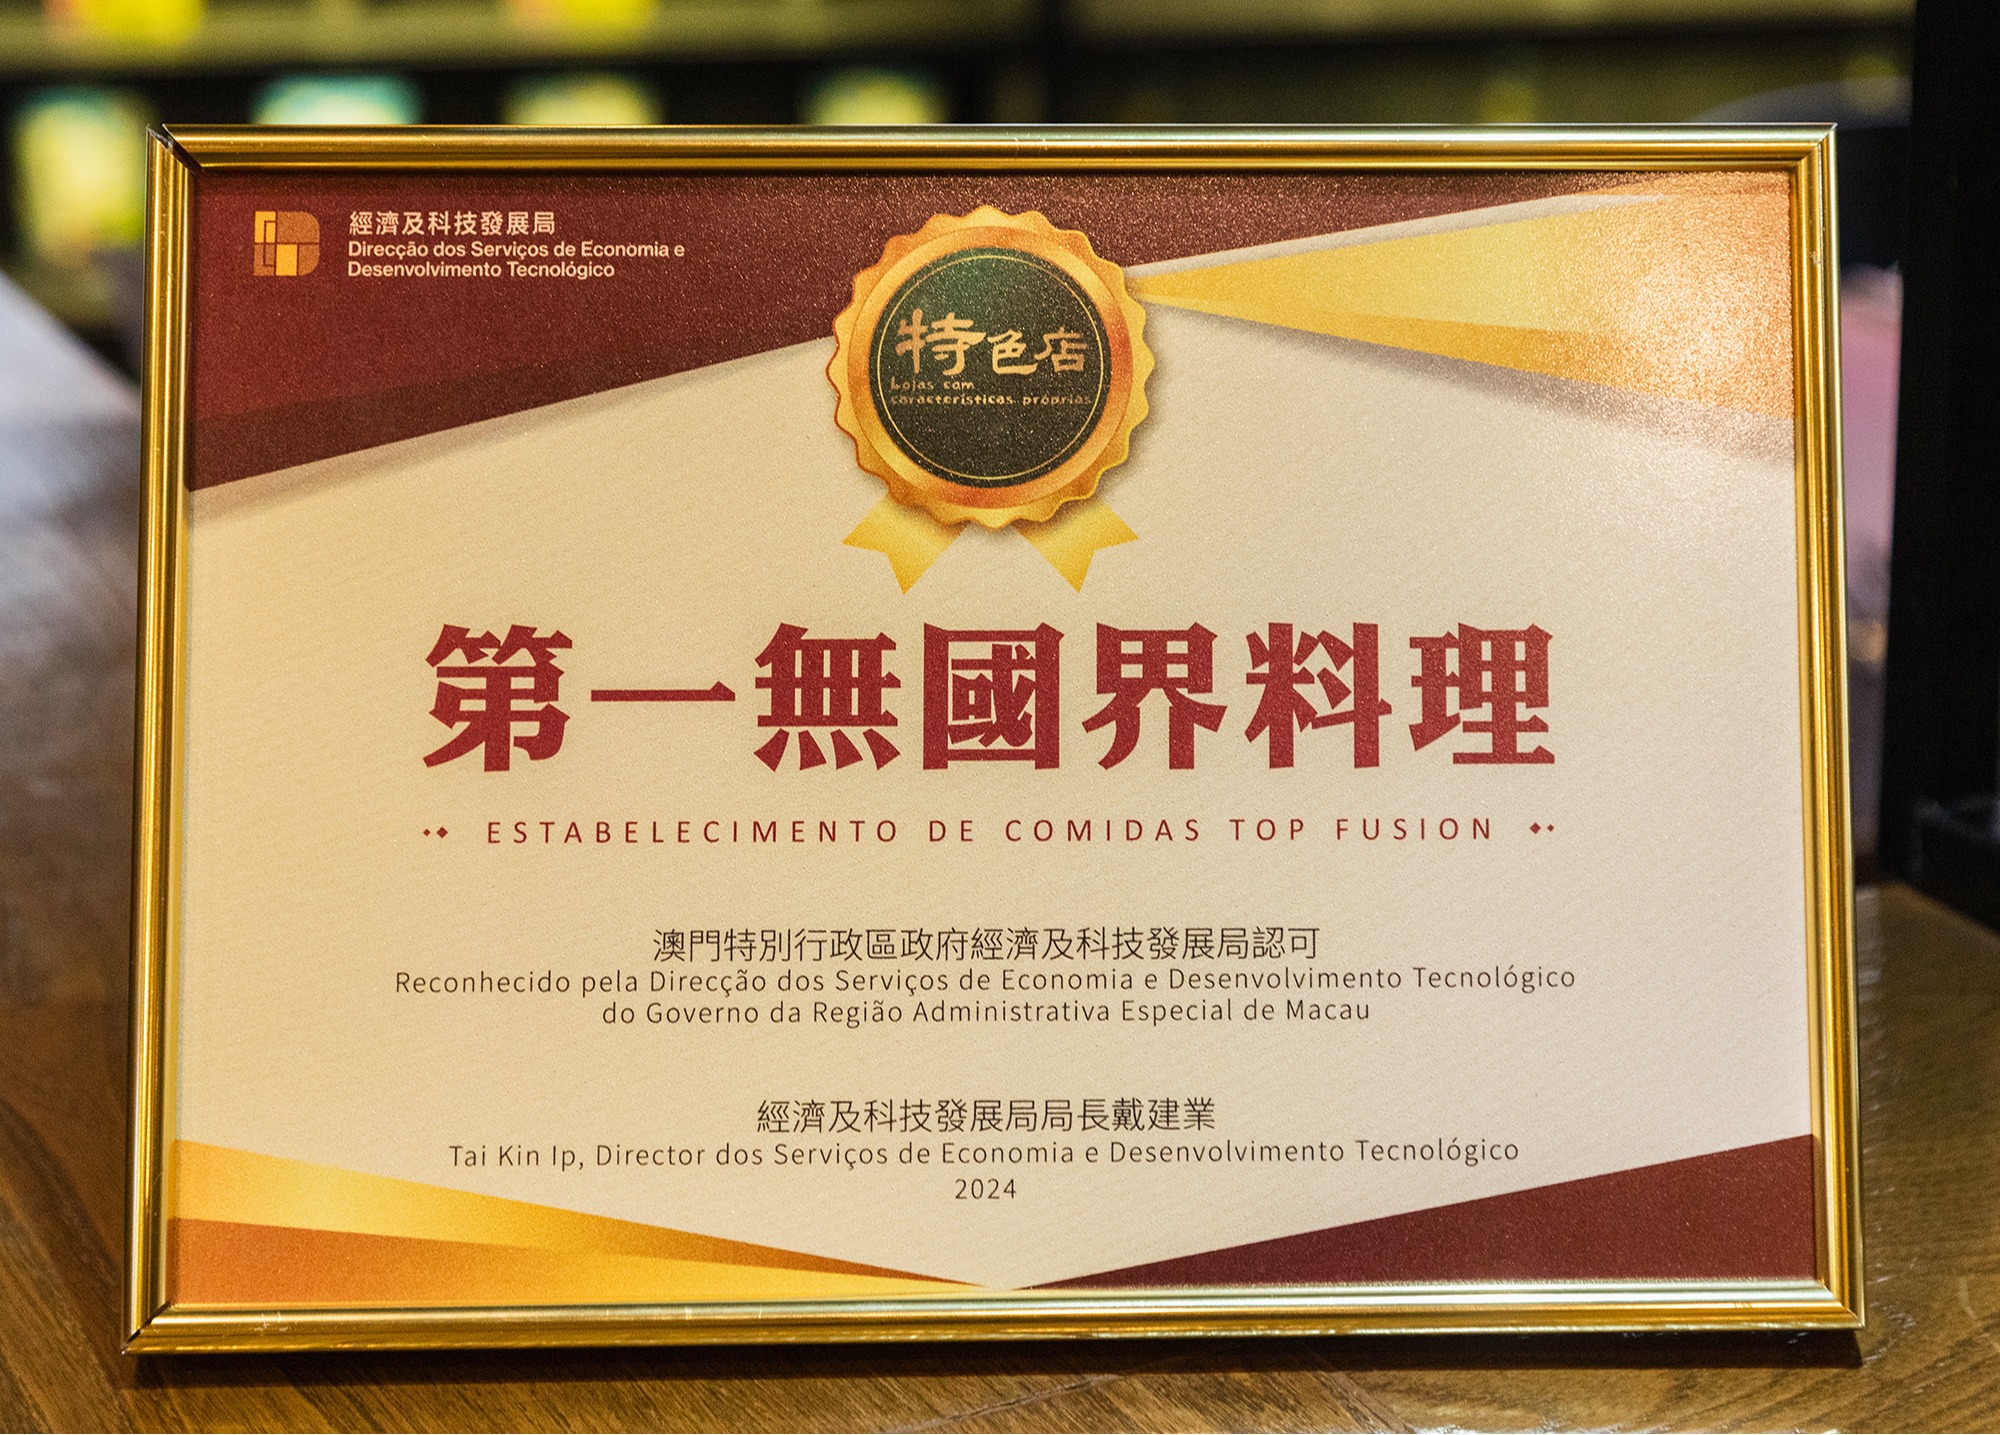 經濟及科技發展局
Direcção dos Serviços de Economia e
Desenvolvimento Tecnológico
特色店
Lojas com
características próprias
第一無國界料理
ESTABELECIMENTO DE COMIDAS TOP FUSION
澳門特別行政區政府經濟及科技發展局認可
Reconhecido pela Direcção dos Serviços de Economia e Desenvolvimento Tecnológico
do Governo da Região Administrativa Especial de Macau
經濟及科技發展局局長戴建業
Tai Kin Ip, Director dos Serviços de Economia e Desenvolvimento Tecnológico
2024